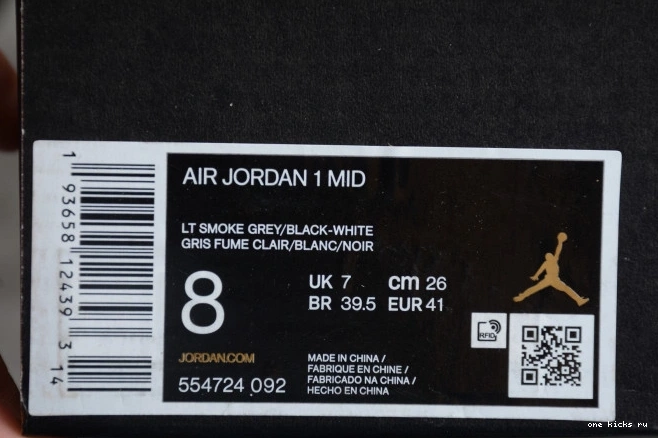 AIR JORDAN 1 MID
LT SMOKE GREY/BLACK-WHITE
GRIS FUME CLAIR/BLANC/NOIR
8
UK 7 cm 26
BR 39.5 EUR 41
RFID
JORDAN.COM
554724 092
MADE IN CHINA /
FABRIQUE EN CHINE /
FABRICADO NA CHINA /
HECHO EN CHINA
1 93658 12439 3 14
one kicks ru